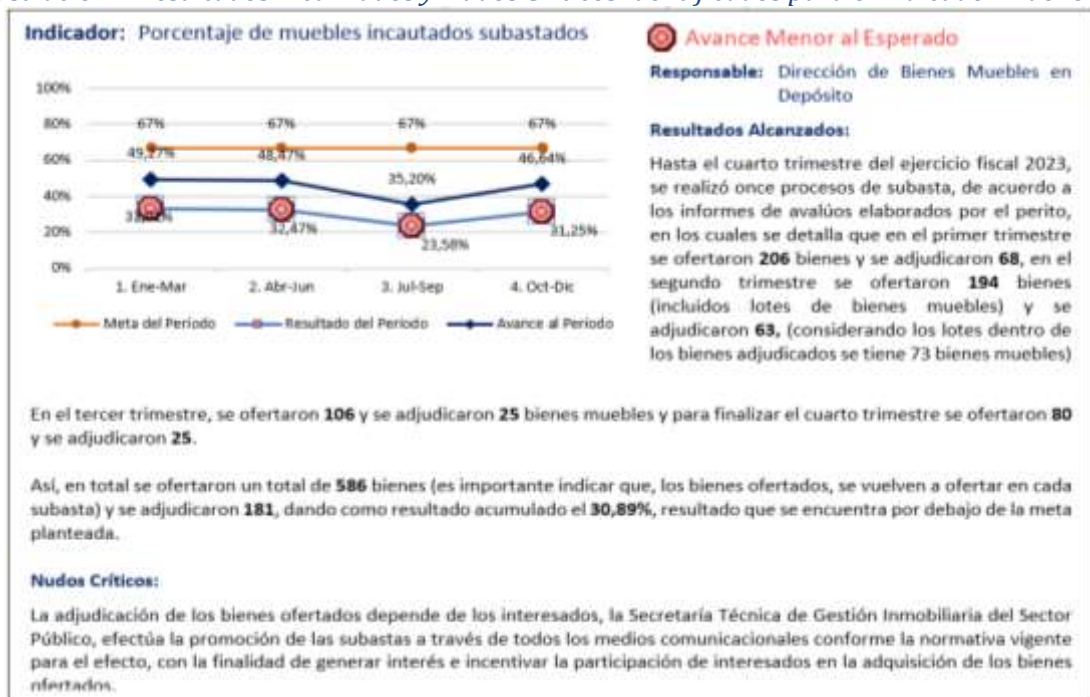 Indicador: Porcentaje de muebles incautados subastados
100%
80%
60%
40%
20%
0%
67%
67%
67%
67%
49,27%
48,47%
35,20%
46,64%
32,47%
23,58%
31,25%
1. Ene-Mar
2. Abr-Jun
3. Jul-Sep
4. Oct-Dic
Meta del Período
Resultado del Período
Avance al Período
Avance Menor al Esperado
Responsable: Dirección de Bienes Muebles en
Depósito
Resultados Alcanzados:
Hasta el cuarto trimestre del ejercicio fiscal 2023,
se realizó once procesos de subasta, de acuerdo a
los informes de avalúos elaborados por el perito,
en los cuales se detalla que en el primer trimestre
se ofertaron 206 bienes y se adjudicaron 68, en el
segundo trimestre se ofertaron 194 bienes
(incluidos lotes de bienes muebles) y se
adjudicaron 63, (considerando los lotes dentro de
los bienes adjudicados se tiene 73 bienes muebles)
En el tercer trimestre, se ofertaron 106 y se adjudicaron 25 bienes muebles y para finalizar el cuarto trimestre se ofertaron 80
y se adjudicaron 25.
Así, en total se ofertaron un total de 586 bienes (es importante indicar que, los bienes ofertados, se vuelven a ofertar en cada
subasta) y se adjudicaron 181, dando como resultado acumulado el 30,89%, resultado que se encuentra por debajo de la meta
planteada.
Nudos Críticos:
La adjudicación de los bienes ofertados depende de los interesados, la Secretaría Técnica de Gestión Inmobiliaria del Sector
Público, efectúa la promoción de las subastas a través de todos los medios comunicacionales conforme la normativa vigente
para el efecto, con la finalidad de generar interés e incentivar la participación de interesados en la adquisición de los bienes
ofertados.